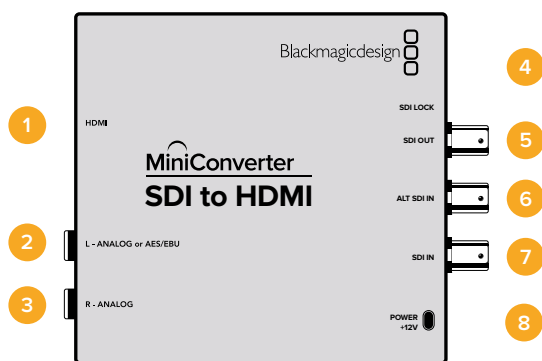 Blackmagicdesign
1
HDMI
4
SDI LOCK
SDI OUT
5
MiniConverter
SDI to HDMI
ALT SDI IN
6
2
L - ANALOG or AES/EBU
SDI IN
7
3
R - ANALOG
POWER
+12V
8